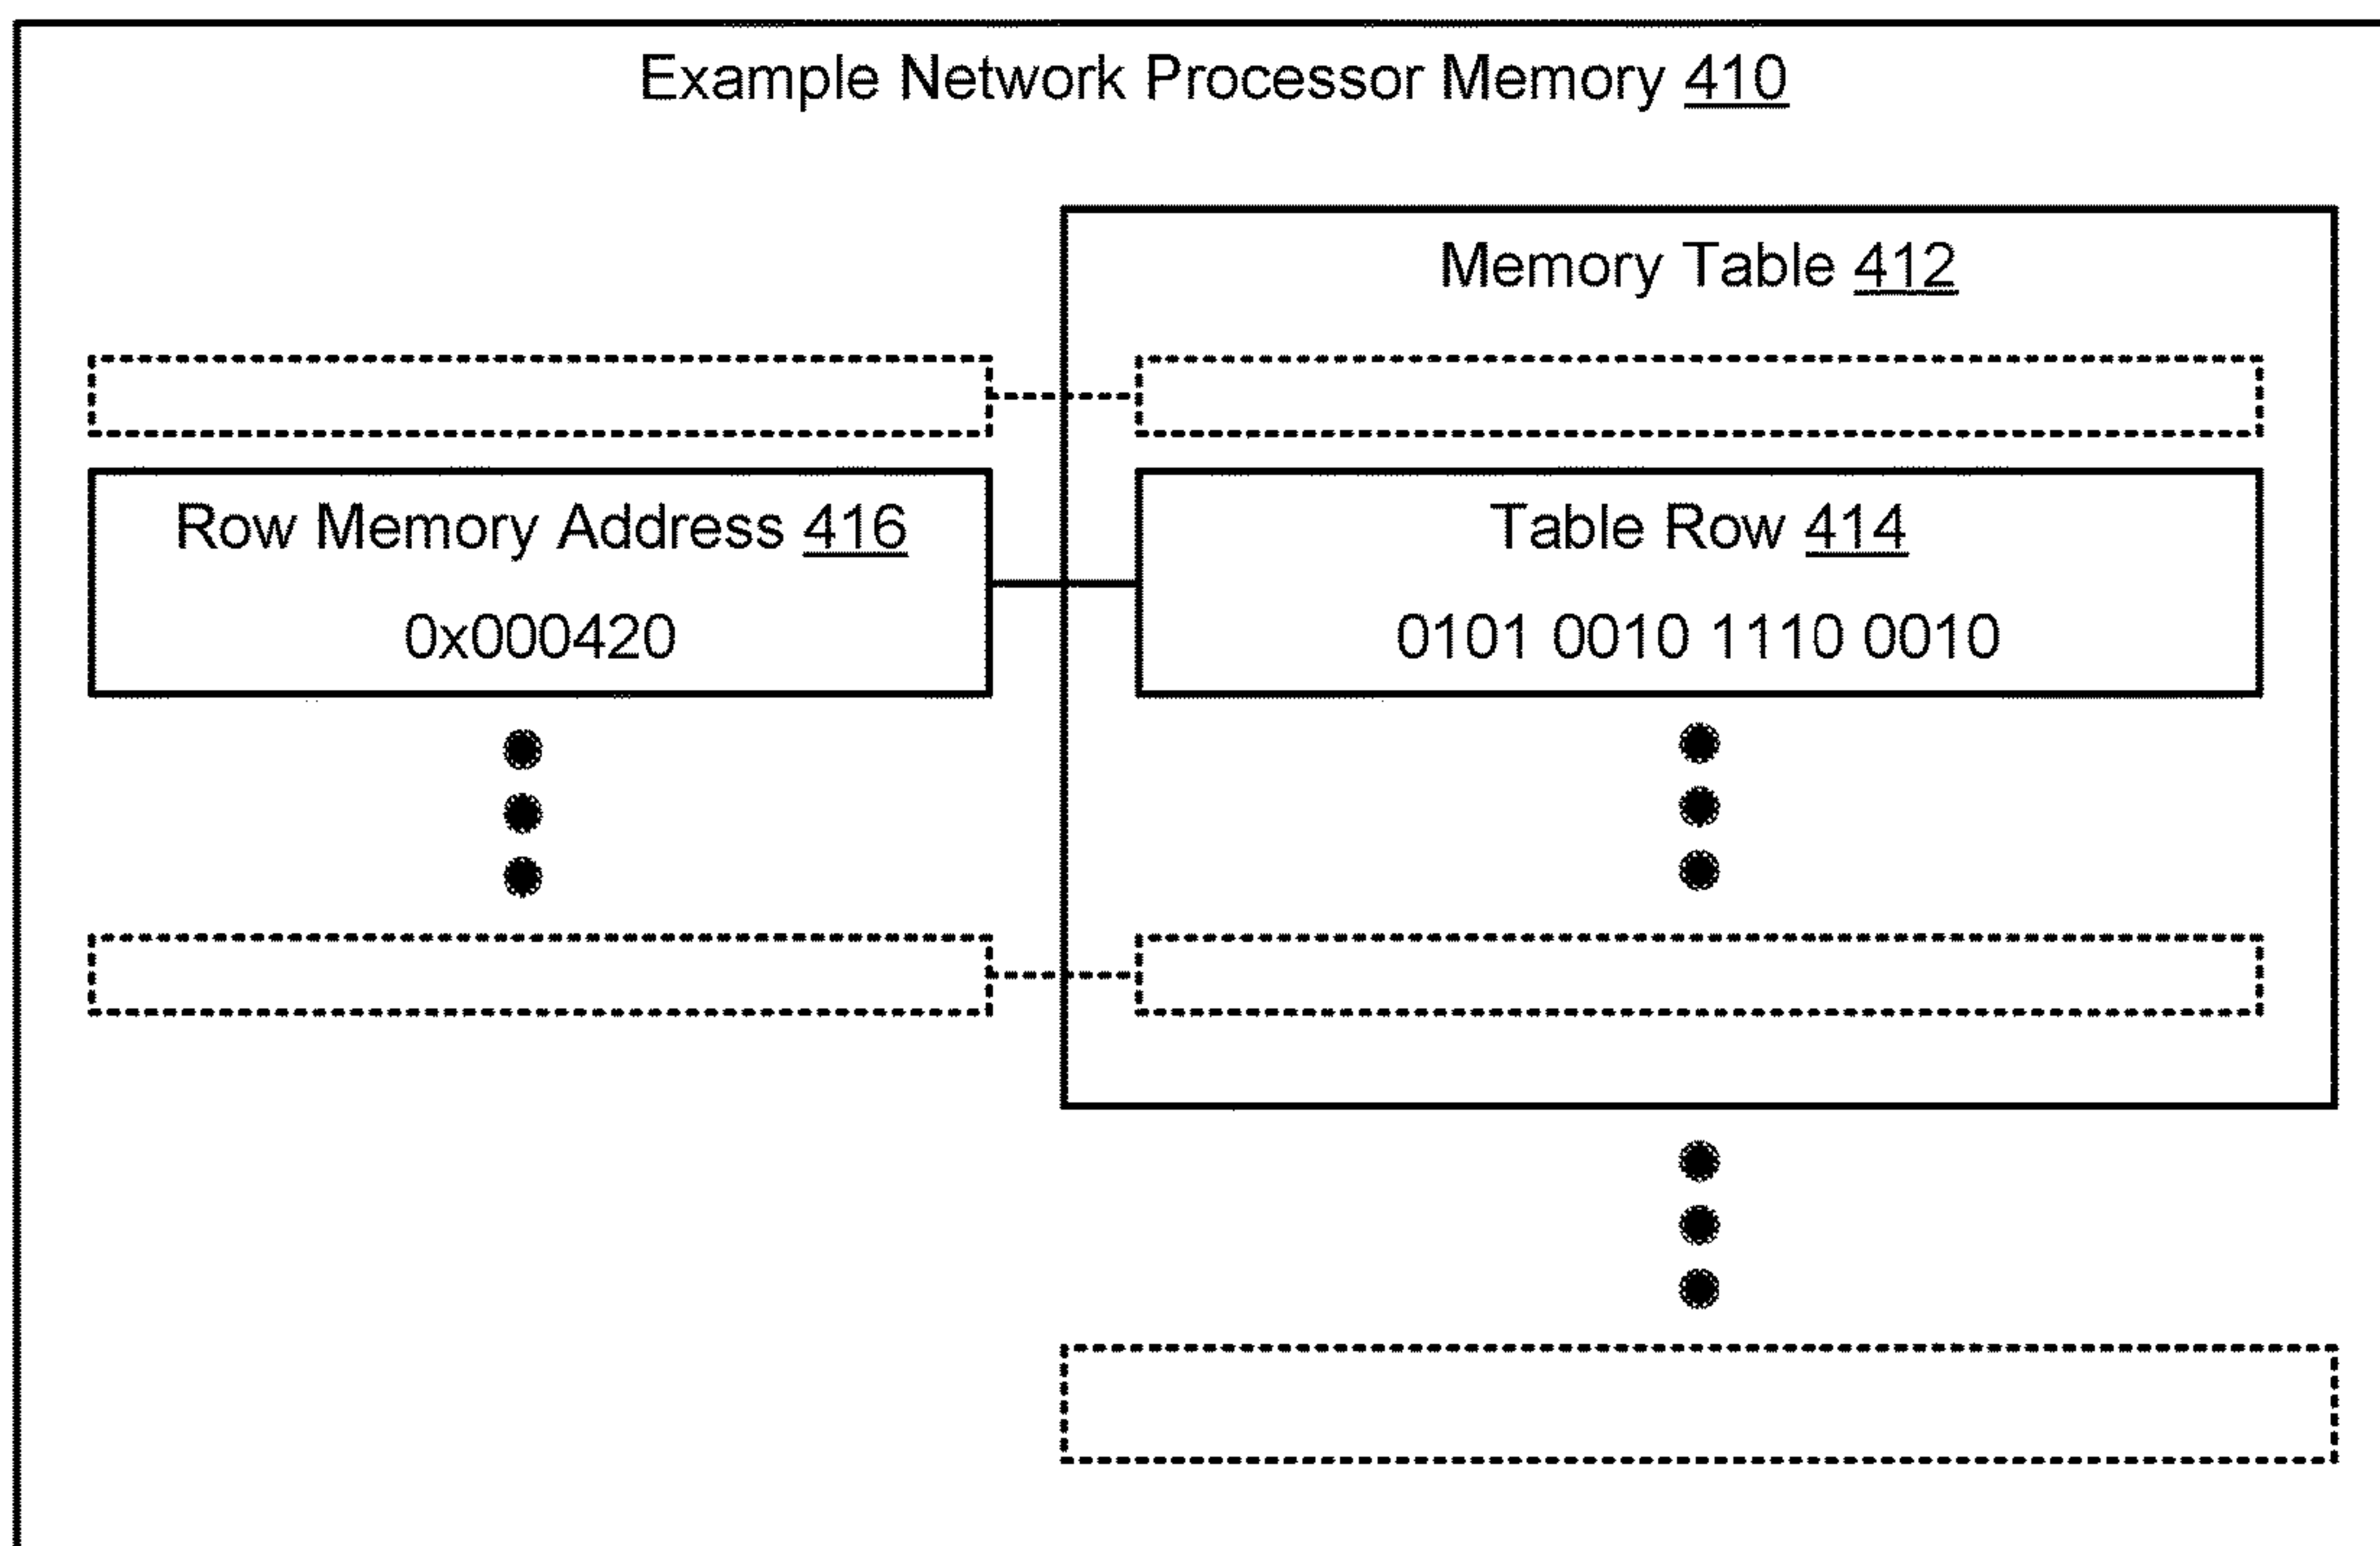 Example Network Processor Memory 410
Memory Table 412
Row Memory Address 416
0x000420
Table Row 414
0101 0010 1110 0010